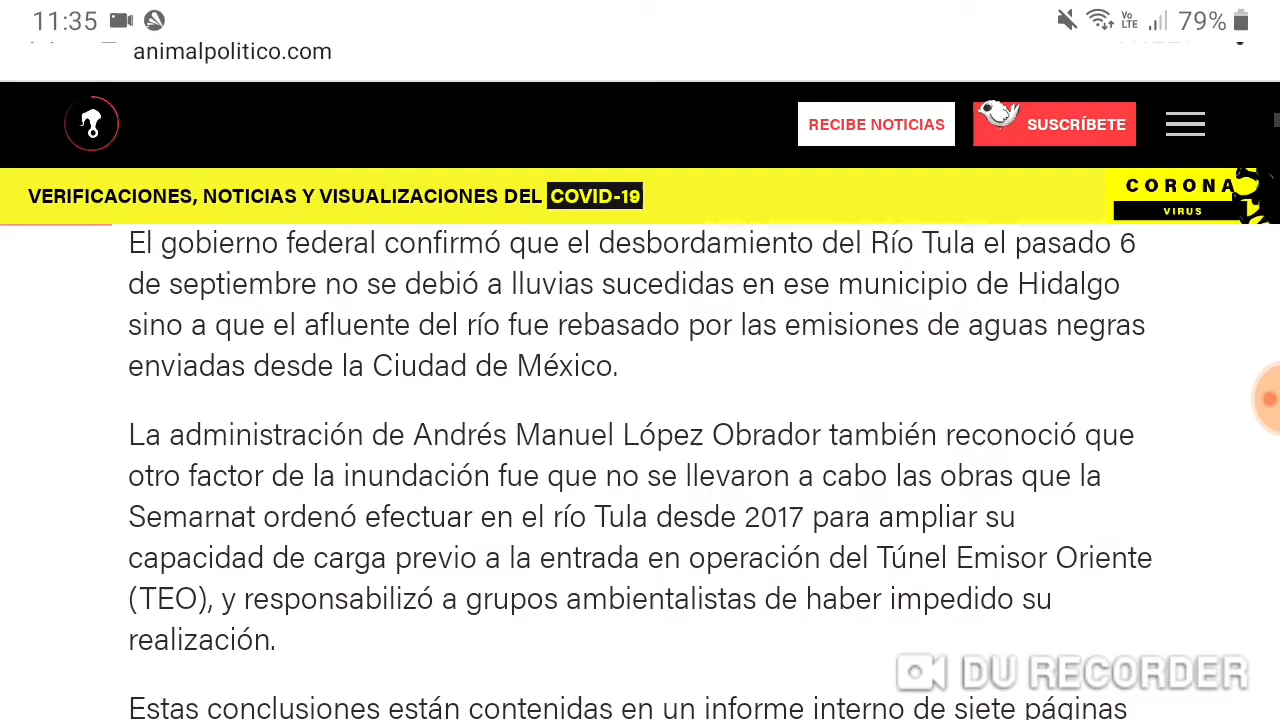 11:35
Vo LTE 79%
animalpolitico.com
RECIBE NOTICIAS
SUSCRÍBETE
VERIFICACIONES, NOTICIAS Y VISUALIZACIONES DEL COVID-19
CORONA
VIRUS
El gobierno federal confirmó que el desbordamiento del Río Tula el pasado 6
de septiembre no se debió a lluvias sucedidas en ese municipio de Hidalgo
sino a que el afluente del río fue rebasado por las emisiones de aguas negras
enviadas desde la Ciudad de México.
La administración de Andrés Manuel López Obrador también reconoció que
otro factor de la inundación fue que no se llevaron a cabo las obras que la
Semarnat ordenó efectuar en el río Tula desde 2017 para ampliar su
capacidad de carga previo a la entrada en operación del Túnel Emisor Oriente
(TEO), y responsabilizó a grupos ambientalistas de haber impedido su
realización.
Estas conclusiones están contenidas en un informe interno de siete páginas
DU RECORDER